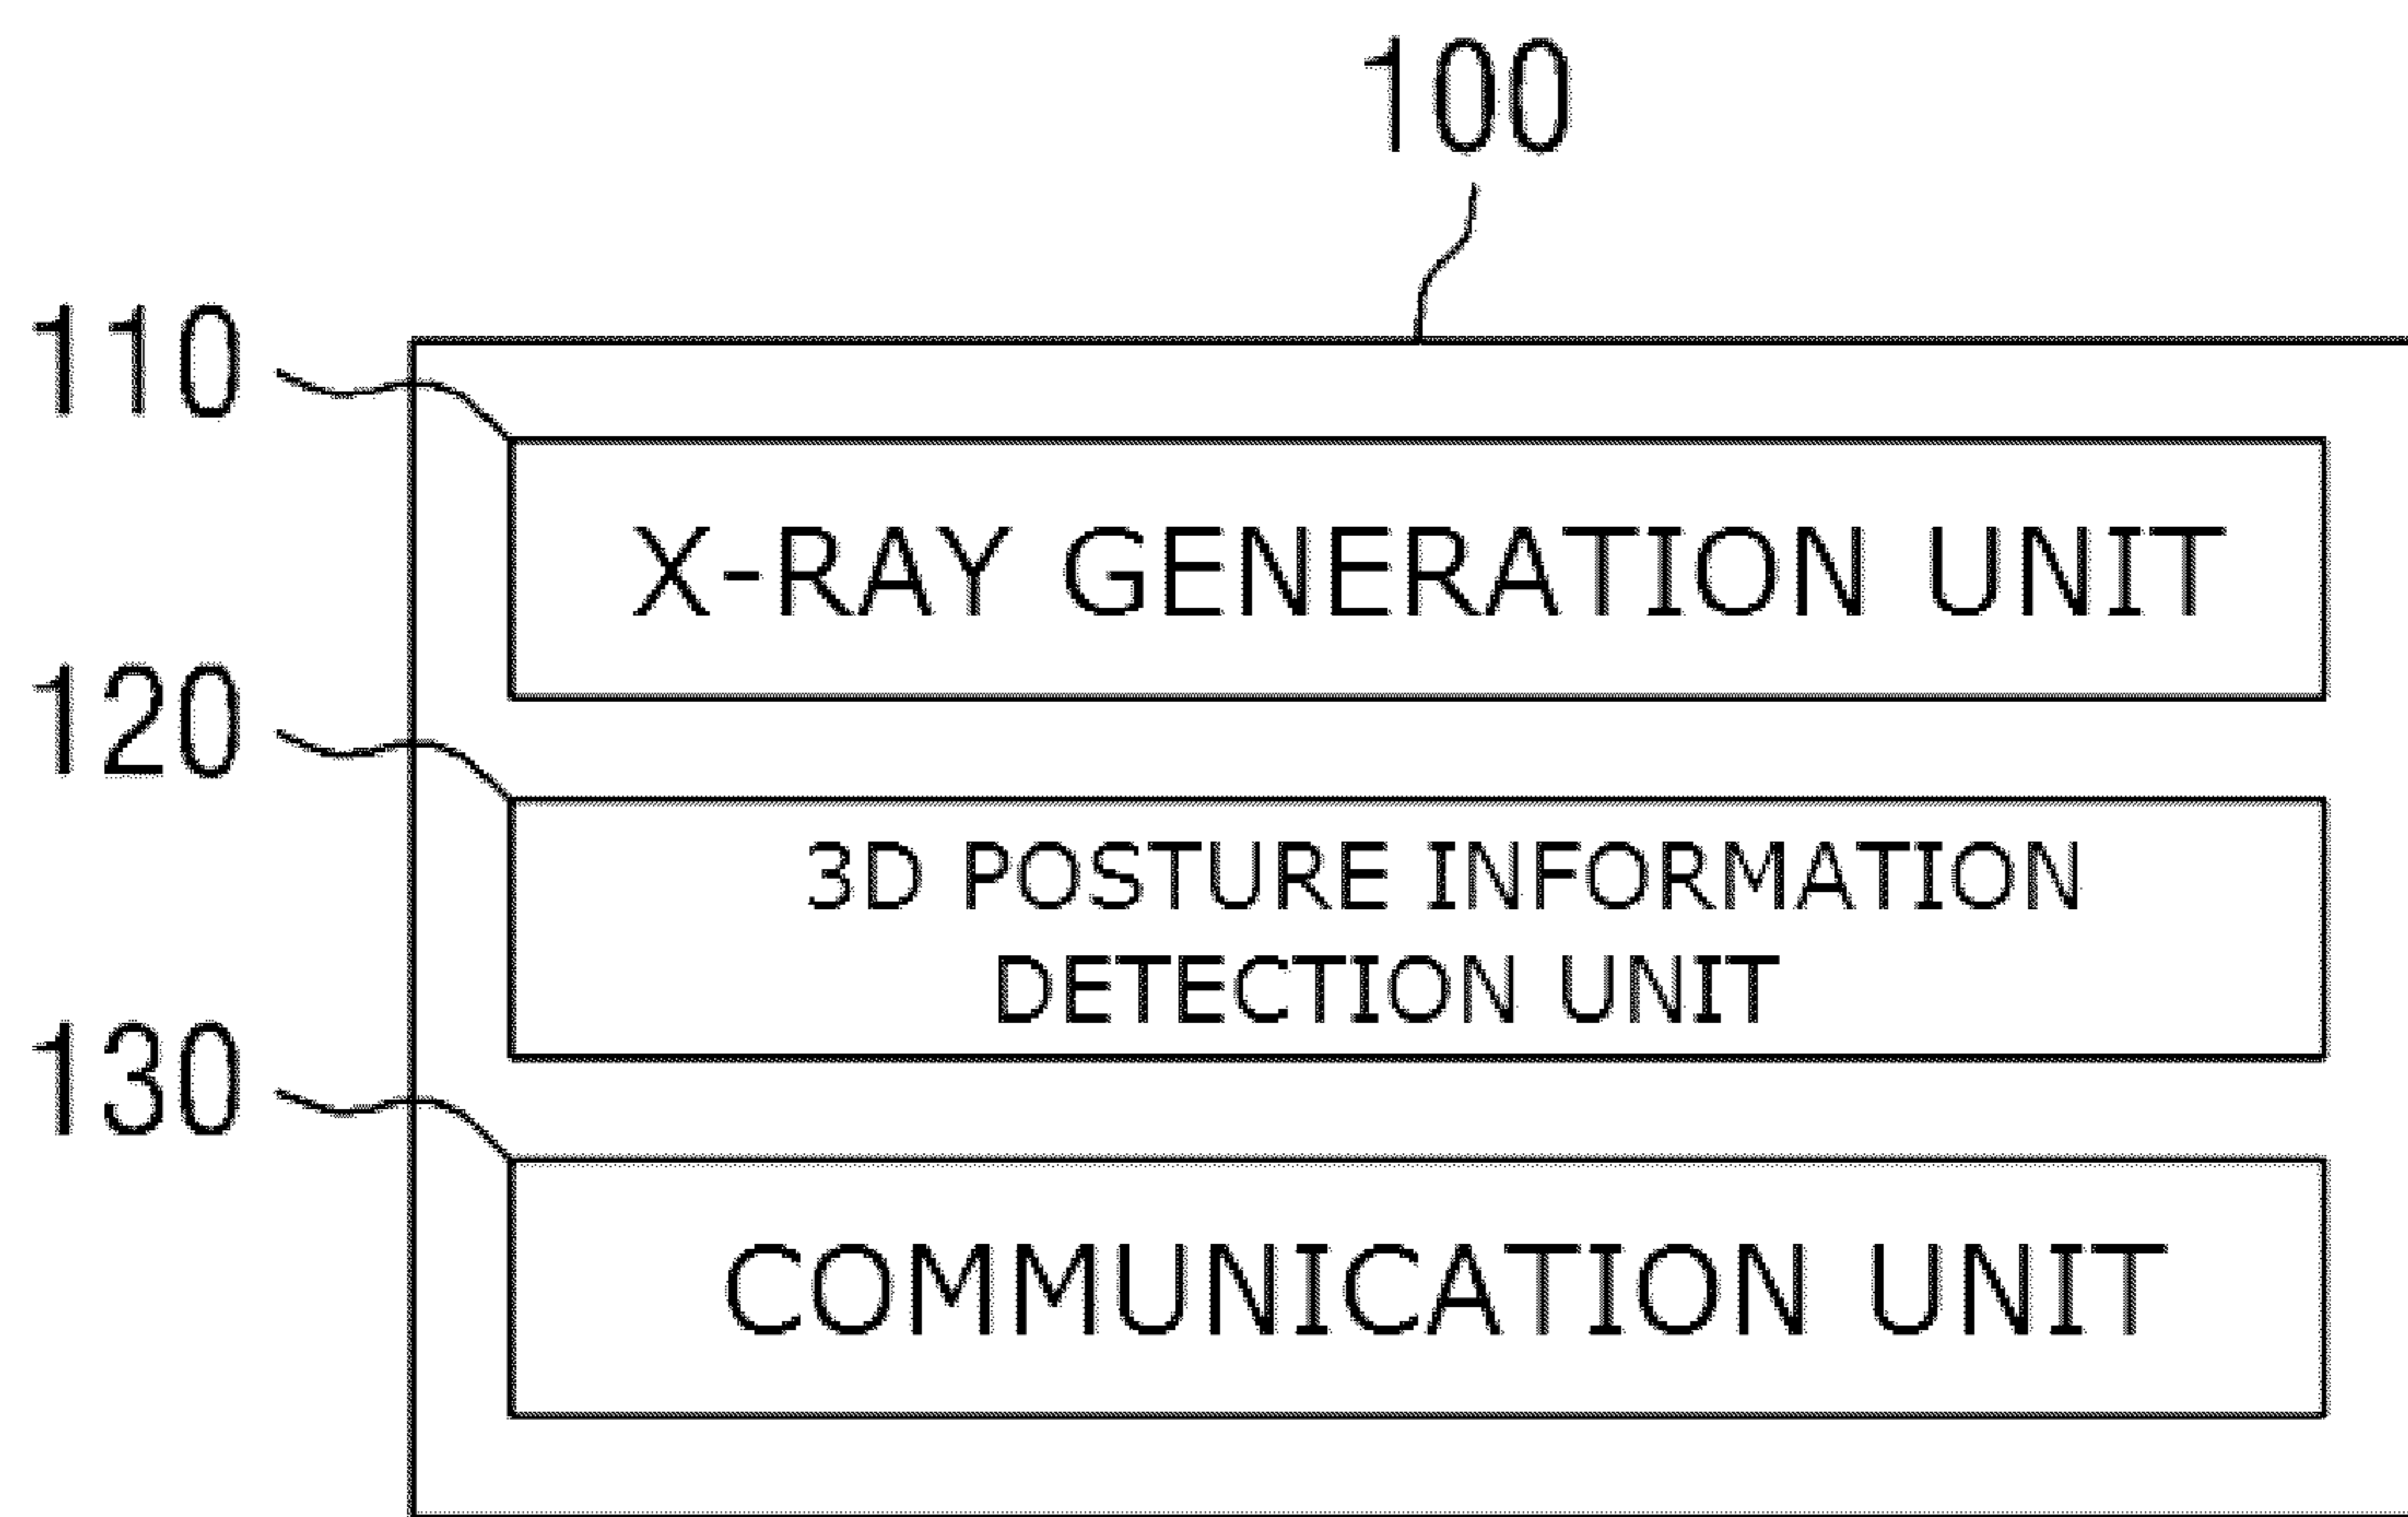 100
110
X-RAY GENERATION UNIT
120
3D POSTURE INFORMATION
DETECTION UNIT
130
COMMUNICATION UNIT